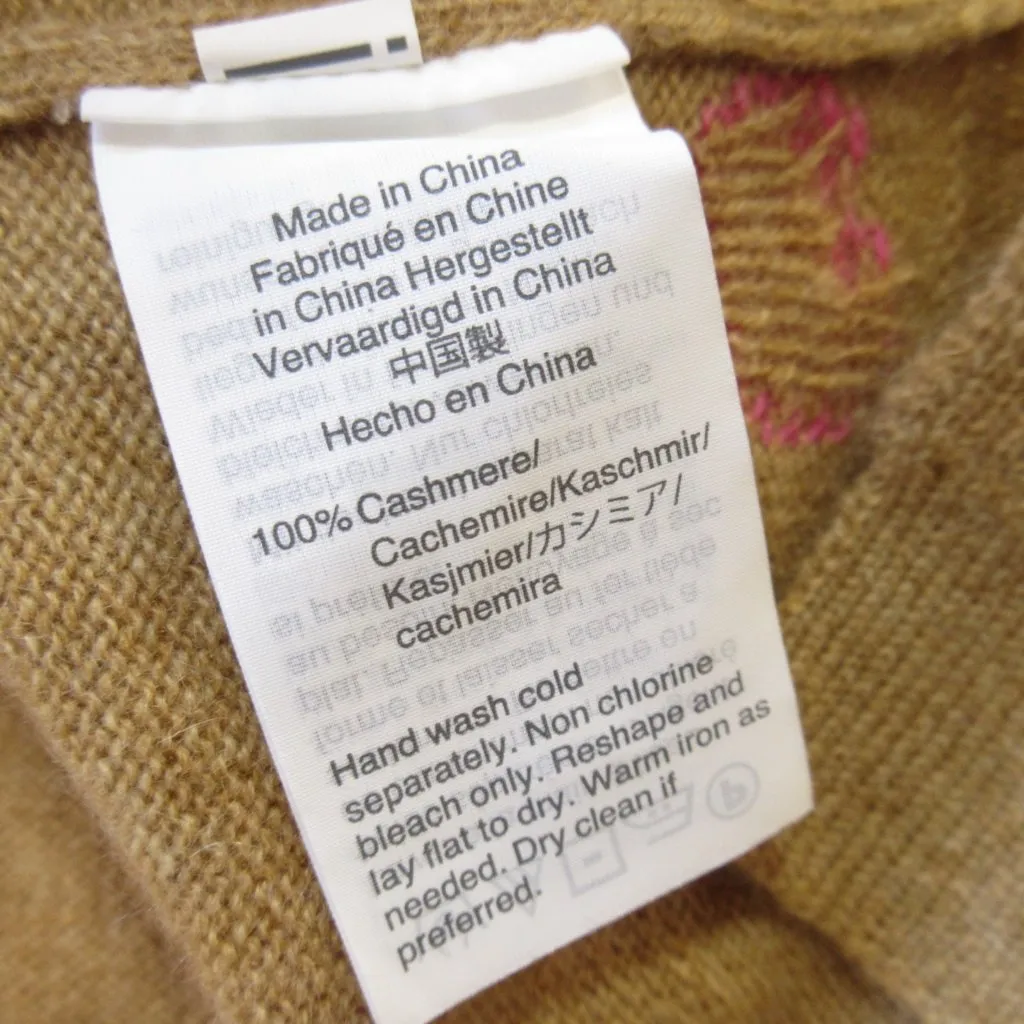 Made in China
Fabriqué en Chine
in China Hergestellt
Vervaardigd in China
中国製
Hecho en China
100% Cashmere/
Cachemire/Kaschmir/
Kasjmier/カシミア/
cachemira
Hand wash cold
separately. Non chlorine
bleach only. Reshape and
lay flat to dry. Warm iron as
needed. Dry clean if
preferred.